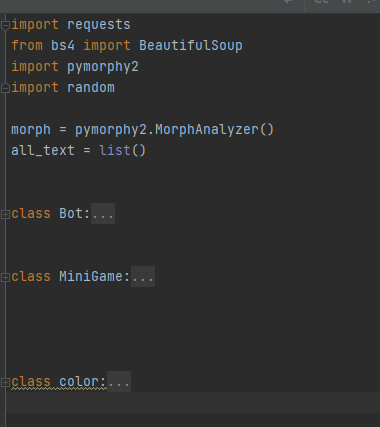 import requests
from bs4 import BeautifulSoup
import pymorphy2
import random
morph = pymorphy2.MorphAnalyzer()
all_text = list()
class Bot:...
class MiniGame:...
class color:...